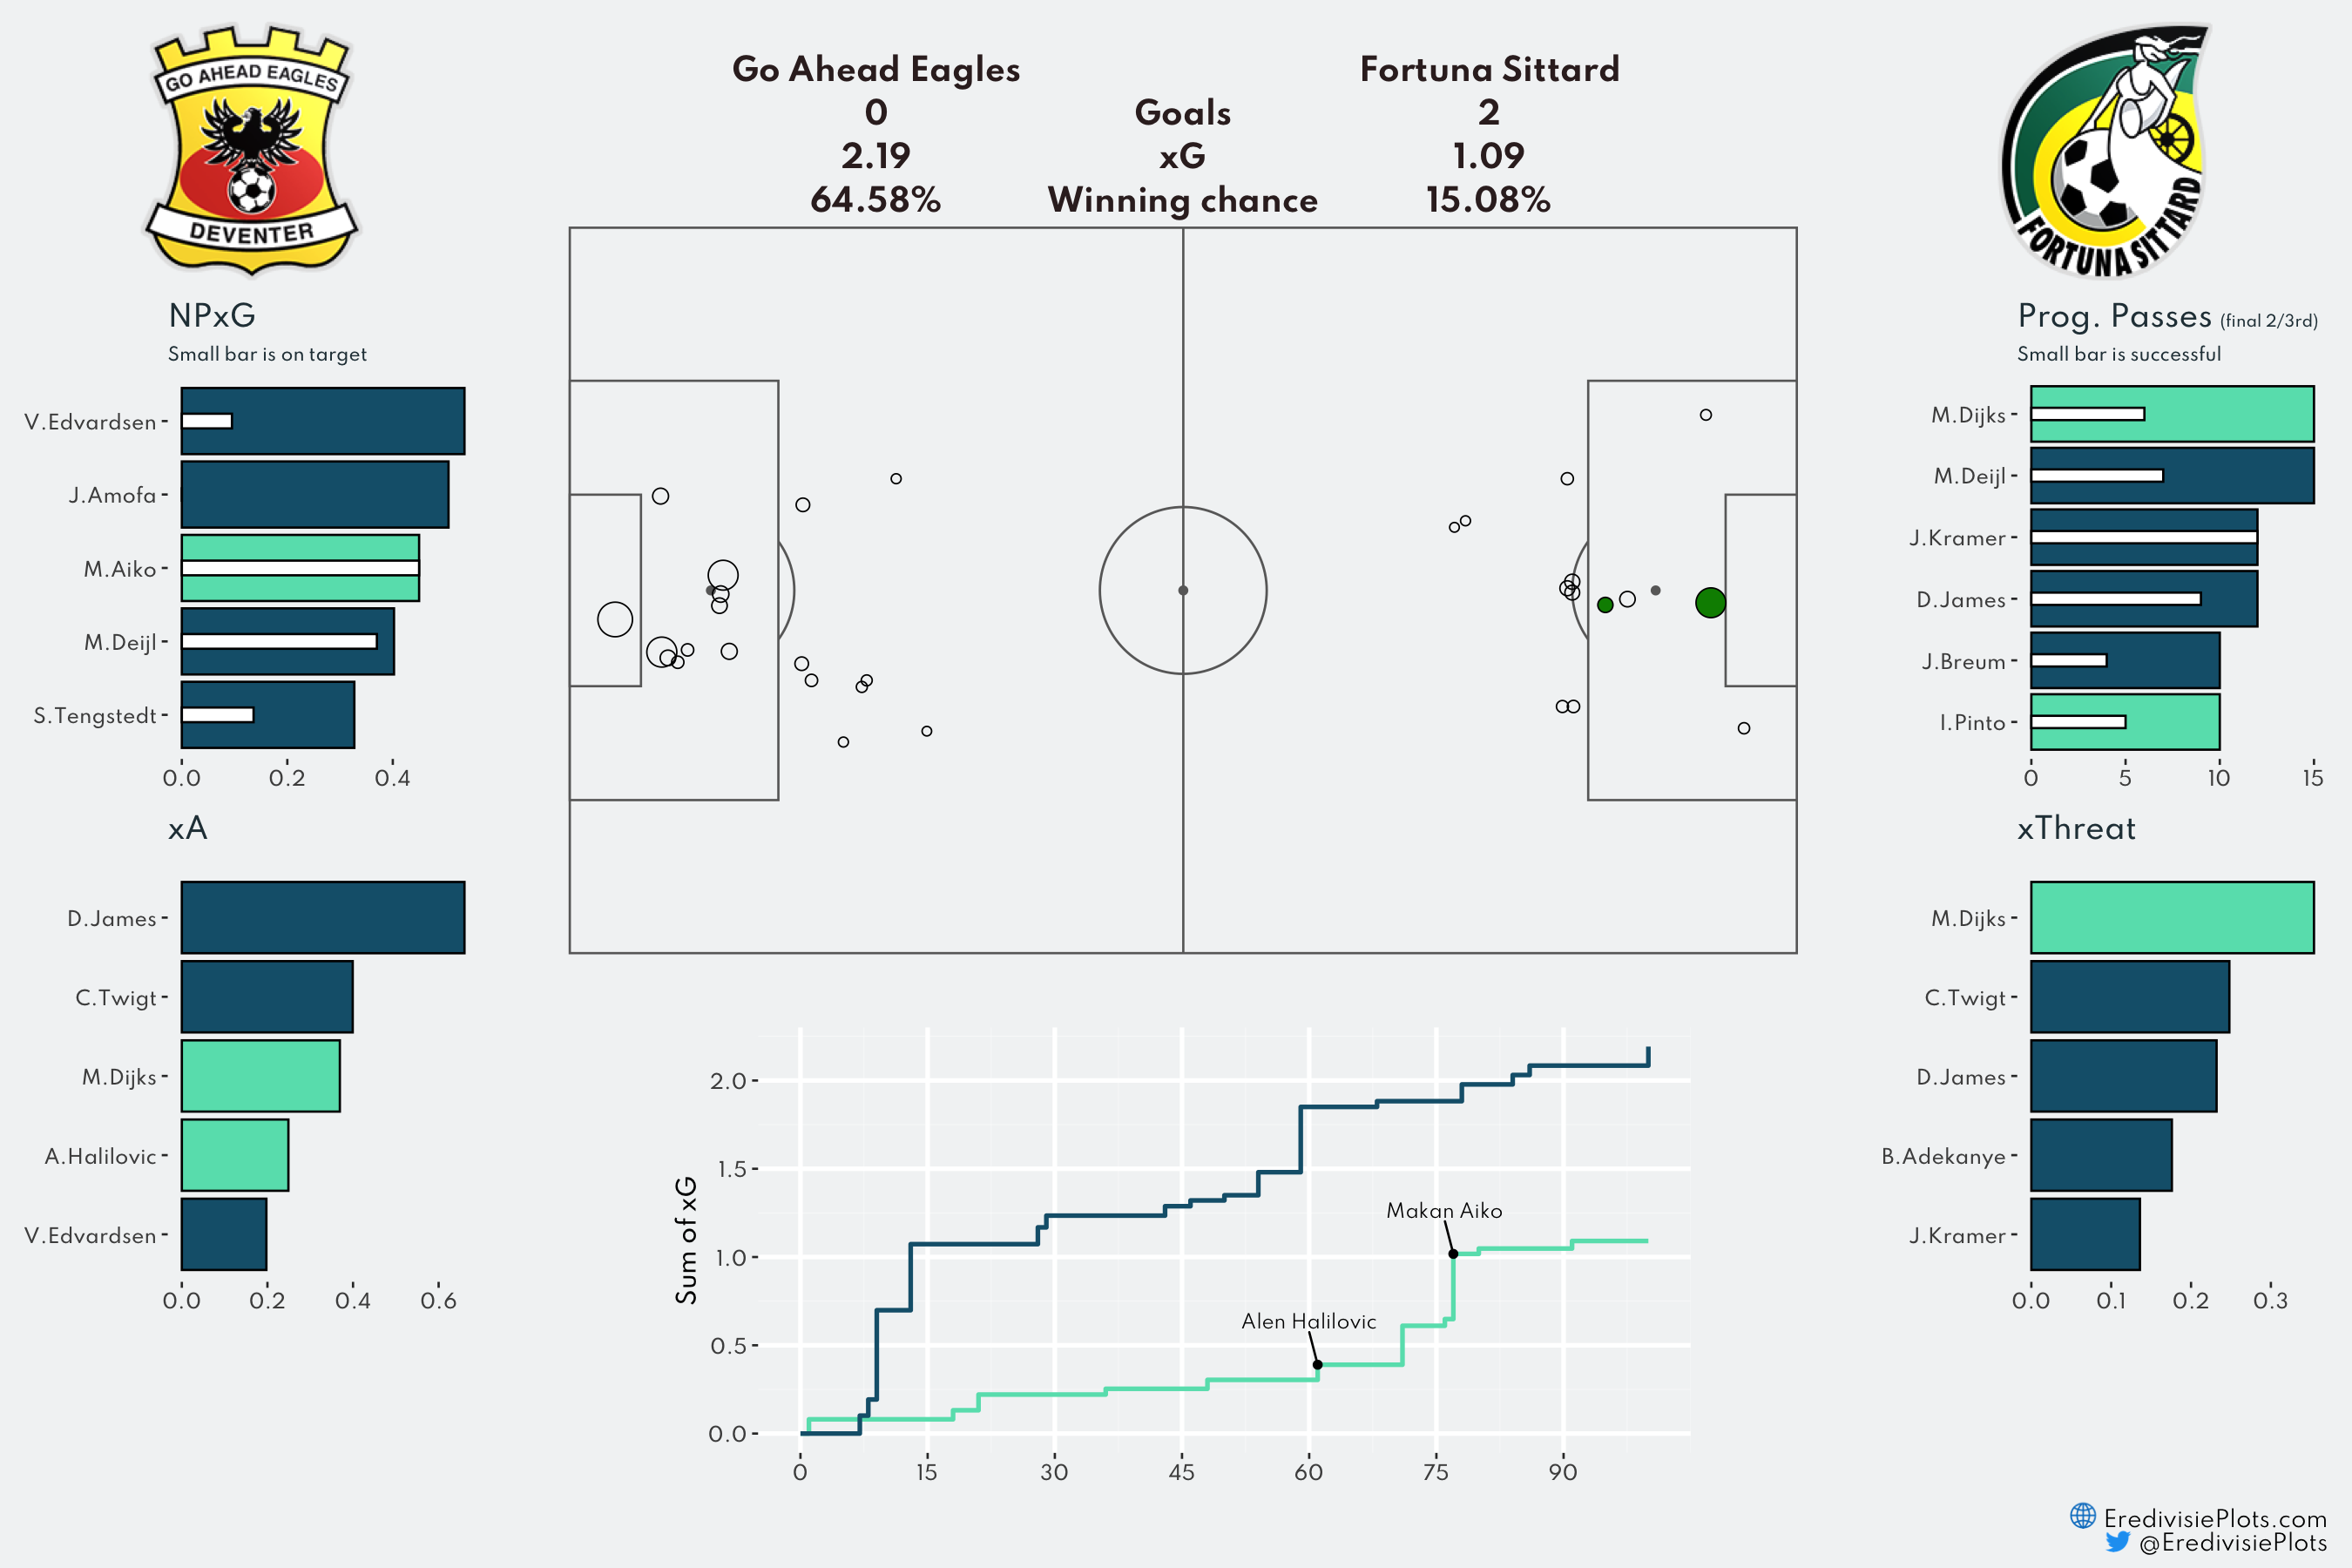 GO AHEAD EAGLES
DEVENTER
Go Ahead Eagles
Fortuna Sittard
0
Goals
2
2.19
xG
1.09
64.58%
Winning chance
15.08%
FORTUNA SITTARD
NPxG
Small bar is on target
V.Edvardsen
J.Amofa
M.Aiko
M.Deijl
S.Tengstedt
0.0 0.2 0.4
xA
D.James
C.Twigt
M.Dijks
A.Halilovic
V.Edvardsen
0.0 0.2 0.4 0.6
Sum of xG
2.0
1.5
1.0
0.5
0.0
Makan Aiko
Alen Halilovic
0 15 30 45 60 75 90
Prog. Passes (final 2/3rd)
Small bar is successful
M.Dijks
M.Deijl
J.Kramer
D.James
J.Breum
I.Pinto
0 5 10 15
xThreat
M.Dijks
C.Twigt
D.James
B.Adekanye
J.Kramer
0.0 0.1 0.2 0.3
EredivisiePlots.com
@EredivisiePlots